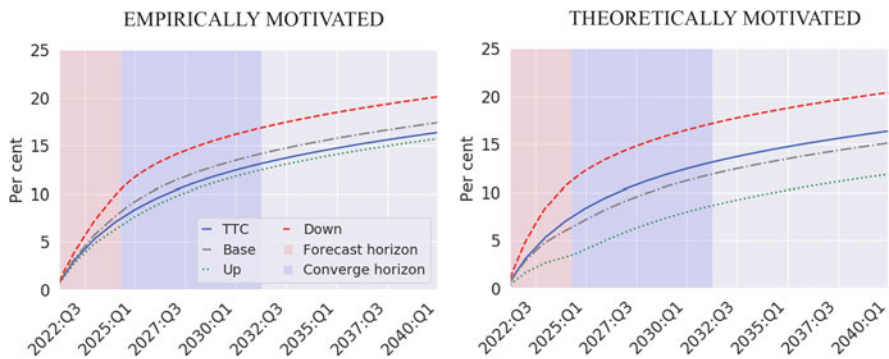 EMPIRICALLY MOTIVATED
25
20
15
10
5
0
Per cent
TTC
Base
Up
Down
Forecast horizon
Converge horizon
2022:Q3
2025:Q1
2027:Q3
2030:Q1
2032:Q3
2035:Q1
2037:Q3
2040:Q1
THEORETICALLY MOTIVATED
25
20
15
10
5
0
Per cent
2022:Q3
2025:Q1
2027:Q3
2030:Q1
2032:Q3
2035:Q1
2037:Q3
2040:Q1